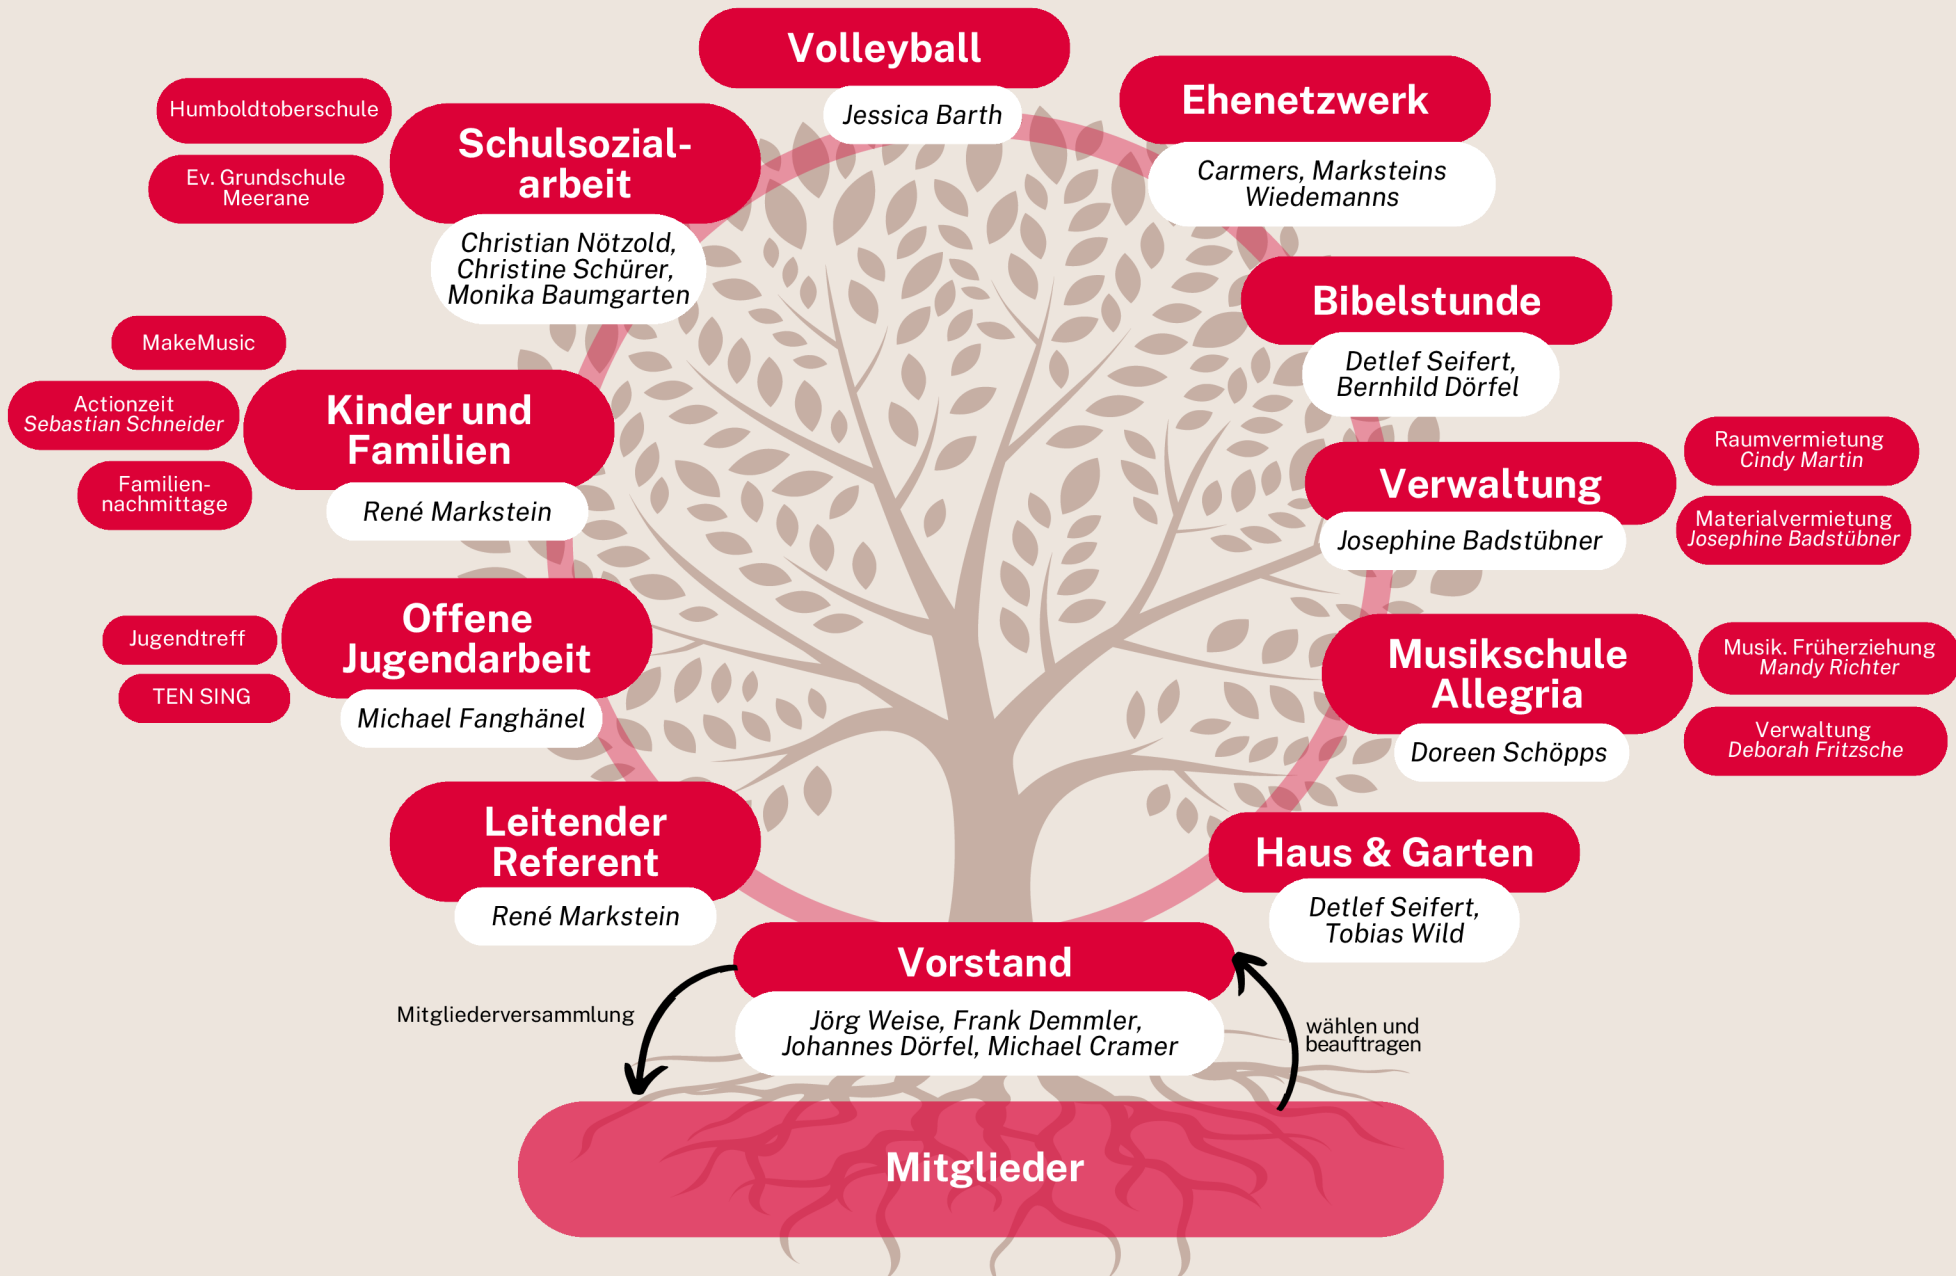 Volleyball
Jessica Barth
Ehenetzwerk
Carmers, Marksteins
Wiedemanns
Humboldtoberschule
Ev. Grundschule
Meerane
Schulsozial-
arbeit
Christian Nötzold,
Christine Schürer,
Monika Baumgarten
Bibelstunde
Detlef Seifert,
Bernhild Dörfel
MakeMusic
Actionzeit
Sebastian Schneider
Familien-
nachmittage
Kinder und
Familien
René Markstein
Verwaltung
Josephine Badstübner
Raumvermietung
Cindy Martin
Materialvermietung
Josephine Badstübner
Jugendtreff
TEN SING
Offene
Jugendarbeit
Michael Fanghänel
Musikschule
Allegria
Doreen Schöpps
Musik. Früherziehung
Mandy Richter
Verwaltung
Deborah Fritzsche
Leitender
Referent
René Markstein
Haus & Garten
Detlef Seifert,
Tobias Wild
Vorstand
Jörg Weise, Frank Demmler,
Johannes Dörfel, Michael Cramer
Mitgliederversammlung
wählen und
beauftragen
Mitglieder